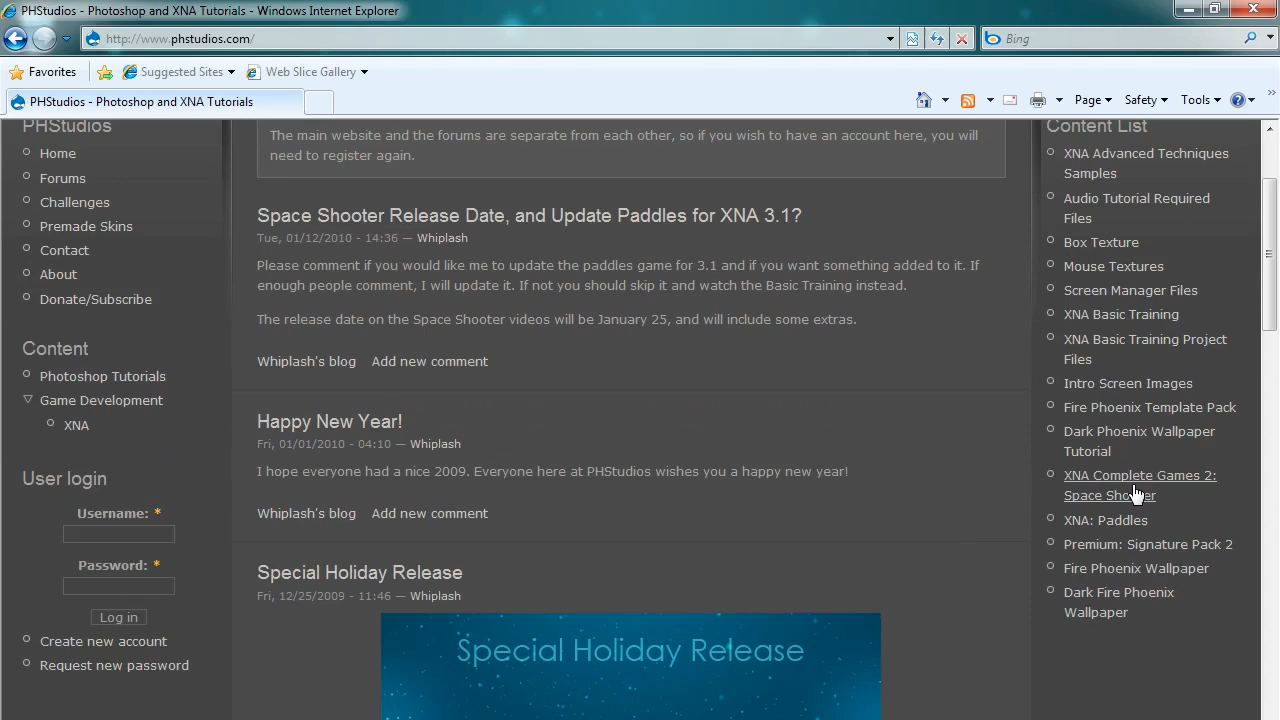 PHStudios - Photoshop and XNA Tutorials - Windows Internet Explorer
http://www.phstudios.com/
Bing
Favorites
Suggested Sites
Web Slice Gallery
PHStudios - Photoshop and XNA Tutorials
Page
Safety
Tools
PHStudios
Home
Forums
Challenges
Premade Skins
Contact
About
Donate/Subscribe
Content
Photoshop Tutorials
Game Development
XNA
User login
Username: *
Password: *
Log in
Create new account
Request new password
The main website and the forums are separate from each other, so if you wish to have an account here, you will
need to register again.
Space Shooter Release Date, and Update Paddles for XNA 3.1?
Tue, 01/12/2010 - 14:36 — Whiplash
Please comment if you would like me to update the paddles game for 3.1 and if you want something added to it. If
enough people comment, I will update it. If not you should skip it and watch the Basic Training instead.
The release date on the Space Shooter videos will be January 25, and will include some extras.
Whiplash's blog Add new comment
Happy New Year!
Fri, 01/01/2010 - 04:10 — Whiplash
I hope everyone had a nice 2009. Everyone here at PHStudios wishes you a happy new year!
Whiplash's blog Add new comment
Special Holiday Release
Fri, 12/25/2009 - 11:46 — Whiplash
Special Holiday Release
Content List
XNA Advanced Techniques
Samples
Audio Tutorial Required
Files
Box Texture
Mouse Textures
Screen Manager Files
XNA Basic Training
XNA Basic Training Project
Files
Intro Screen Images
Fire Phoenix Template Pack
Dark Phoenix Wallpaper
Tutorial
XNA Complete Games 2:
Space Shooter
XNA: Paddles
Premium: Signature Pack 2
Fire Phoenix Wallpaper
Dark Fire Phoenix
Wallpaper